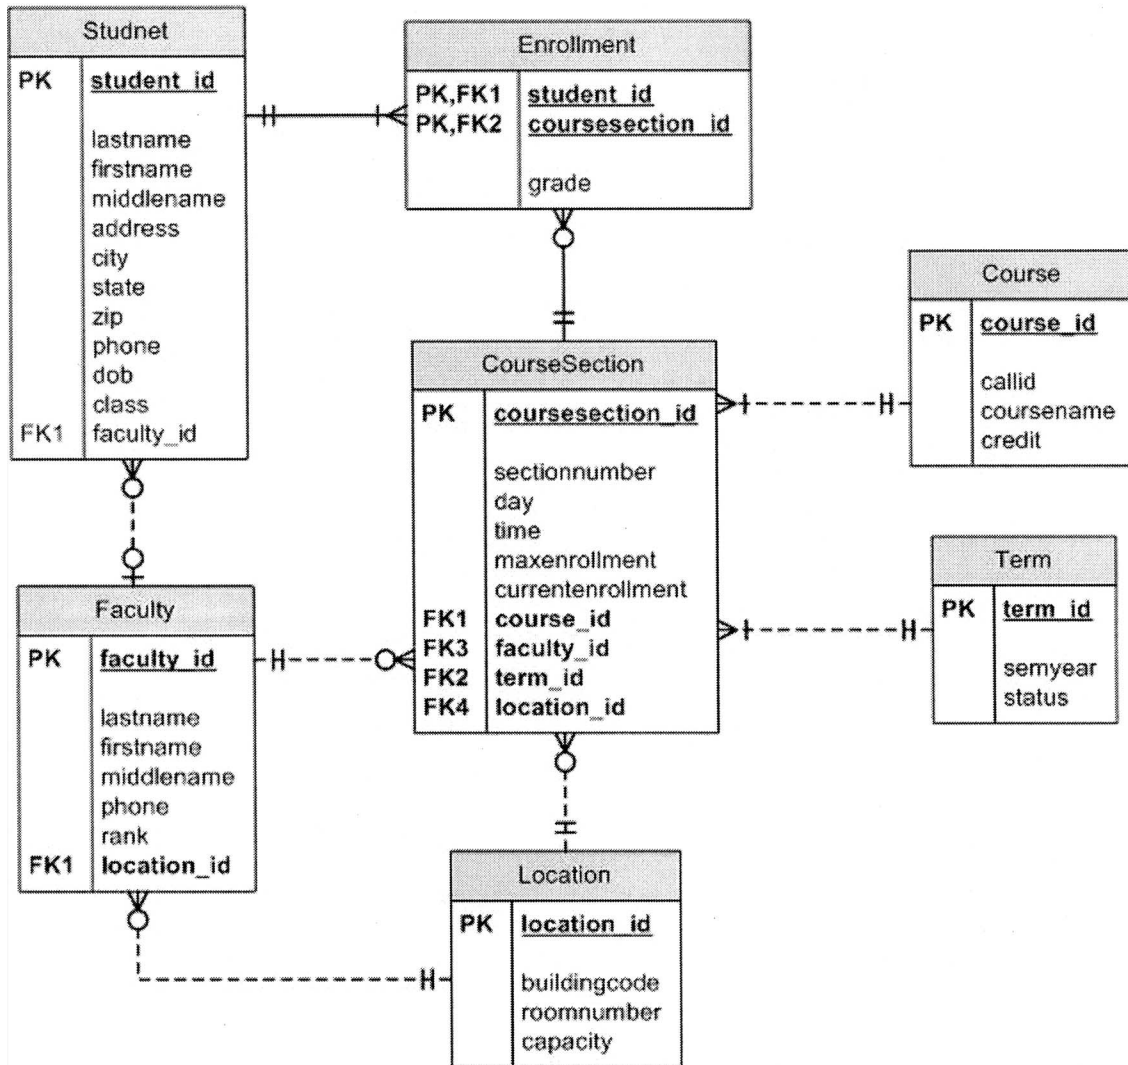 Studnet
PK student_id
lastname
firstname
middlename
address
city
state
zip
phone
dob
class
FK1 faculty_id
Enrollment
PK,FK1 student_id
PK,FK2 coursesection_id
grade
Course
PK course_id
callid
coursename
credit
CourseSection
PK coursesection_id
sectionnumber
day
time
maxenrollment
currentenrollment
FK1 course_id
FK3 faculty_id
FK2 term_id
FK4 location_id
Term
PK term_id
semyear
status
Faculty
PK faculty_id
lastname
firstname
middlename
phone
rank
FK1 location_id
Location
PK location_id
buildingcode
roomnumber
capacity